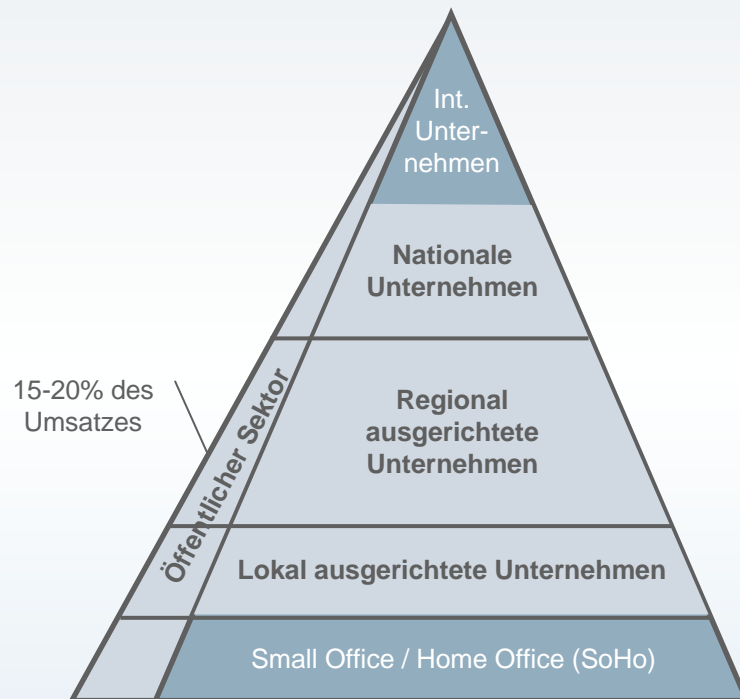 Int.
Unter-
nehmen
Nationale
Unternehmen
15-20% des
Umsatzes
Öffentlicher Sektor
Regional
ausgerichtete
Unternehmen
Lokal ausgerichtete Unternehmen
Small Office / Home Office (SoHo)